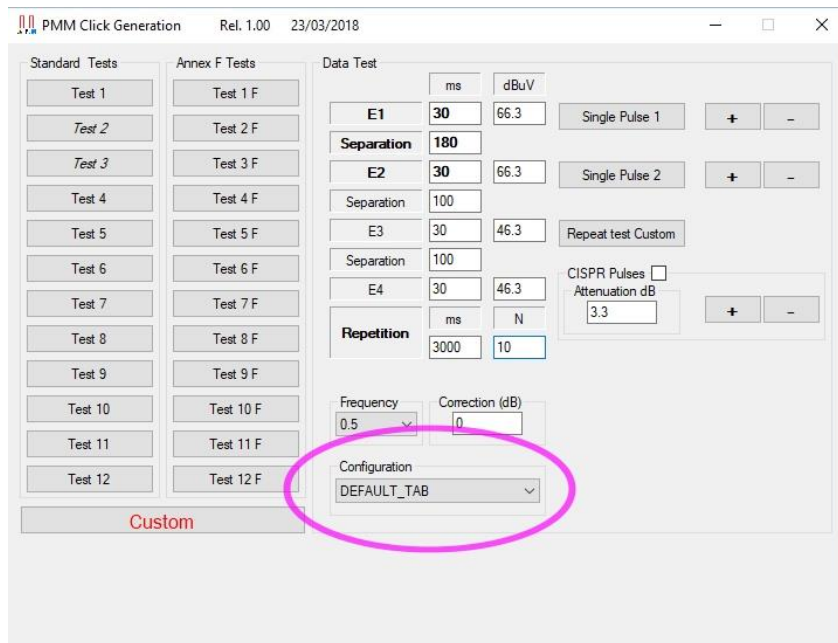 PMM Click Generation Rel. 1.00 23/03/2018
Standard Tests
Test 1
Test 2
Test 3
Test 4
Test 5
Test 6
Test 7
Test 8
Test 9
Test 10
Test 11
Test 12
Custom
Annex F Tests
Test 1 F
Test 2 F
Test 3 F
Test 4 F
Test 5 F
Test 6 F
Test 7 F
Test 8 F
Test 9 F
Test 10 F
Test 11 F
Test 12 F
Data Test
ms dBuV
E1 30 66.3 Single Pulse 1 + -
Separation 180
E2 30 66.3 Single Pulse 2 + -
Separation 100
E3 30 46.3 Repeat test Custom
Separation 100
E4 30 46.3
CISPR Pulses
Attenuation dB
3.3 + -
Repetition ms N
3000 10
Frequency Correction (dB)
0.5 0
Configuration
DEFAULT_TAB